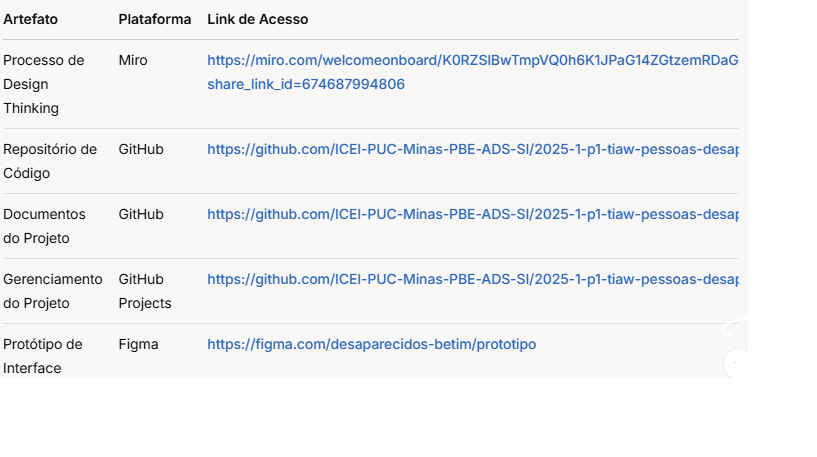 Artefato Plataforma Link de Acesso
Processo de Miro https://miro.com/welcomeonboard/K0RZSlBwTmpVQ0h6K1JPaG14ZGtzemRDaG
Design share_link_id=674687994806
Thinking
Repositório de GitHub https://github.com/ICEI-PUC-Minas-PBE-ADS-SI/2025-1-p1-tiaw-pessoas-desap
Código
Documentos GitHub https://github.com/ICEI-PUC-Minas-PBE-ADS-SI/2025-1-p1-tiaw-pessoas-desap
do Projeto
Gerenciamento GitHub https://github.com/ICEI-PUC-Minas-PBE-ADS-SI/2025-1-p1-tiaw-pessoas-desap
do Projeto Projects
Protótipo de Figma https://figma.com/desaparecidos-betim/prototipo
Interface